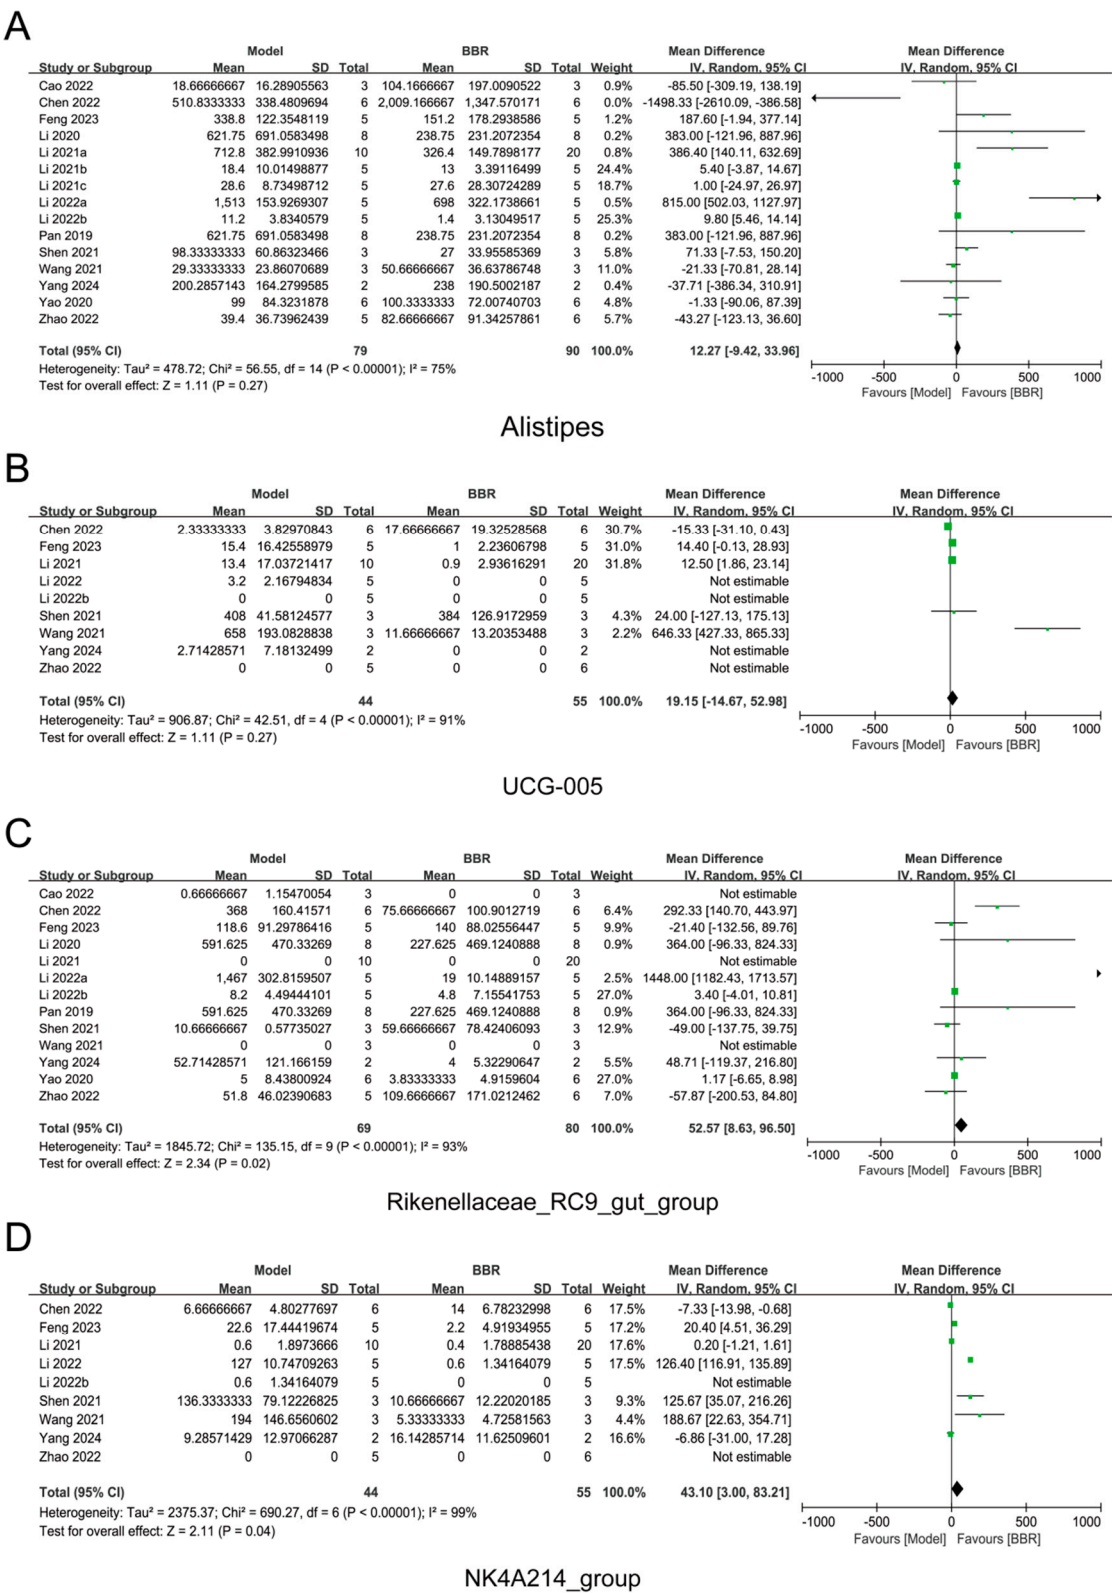 A
Model BBR Mean Difference Mean Difference
Study or Subgroup Mean SD Total Mean SD Total Weight IV, Random, 95% CI IV, Random, 95% CI
Cao 2022 18.66666667 16.28905563 3 104.1666667 197.0090522 3 0.9% -85.50 [-309.19, 138.19]
Chen 2022 510.8333333 338.4809694 6 2,009.166667 1,347.570171 6 0.0% -1498.33 [-2610.09, -386.58]
Feng 2023 338.8 122.3548119 5 151.2 178.2938586 5 1.2% 187.60 [-1.94, 377.14]
Li 2020 621.75 691.0583498 8 238.75 231.2072354 8 0.2% 383.00 [-121.96, 887.96]
Li 2021a 712.8 382.9910936 10 326.4 149.7898177 20 0.8% 386.40 [140.11, 632.69]
Li 2021b 18.4 10.01498877 5 13 3.39116499 5 24.4% 5.40 [-3.87, 14.67]
Li 2021c 28.6 8.73498712 5 27.6 28.30724289 5 18.7% 1.00 [-24.97, 26.97]
Li 2022a 1,513 153.9269307 5 698 322.1738661 5 0.5% 815.00 [502.03, 1127.97]
Li 2022b 11.2 3.8340579 5 1.4 3.13049517 5 25.3% 9.80 [5.46, 14.14]
Pan 2019 621.75 691.0583498 8 238.75 231.2072354 8 0.2% 383.00 [-121.96, 887.96]
Shen 2021 98.33333333 60.86323466 3 27 33.95585369 3 5.8% 71.33 [-7.53, 150.20]
Wang 2021 29.33333333 23.86070689 3 50.66666667 36.63786748 3 11.0% -21.33 [-70.81, 28.14]
Yang 2024 200.2857143 164.2799585 2 238 190.5002187 2 0.4% -37.71 [-386.34, 310.91]
Yao 2020 99 84.3231878 6 100.3333333 72.00740703 6 4.8% -1.33 [-90.06, 87.39]
Zhao 2022 39.4 36.73962439 5 82.66666667 91.34257861 6 5.7% -43.27 [-123.13, 36.60]
Total (95% CI) 79 90 100.0% 12.27 [-9.42, 33.96]
Heterogeneity: Tau² = 478.72; Chi² = 56.55, df = 14 (P < 0.00001); I² = 75%
Test for overall effect: Z = 1.11 (P = 0.27)
-1000 -500 0 500 1000
Favours [Model] Favours [BBR]
Alistipes
B
Model BBR Mean Difference Mean Difference
Study or Subgroup Mean SD Total Mean SD Total Weight IV, Random, 95% CI IV, Random, 95% CI
Chen 2022 2.33333333 3.82970843 6 17.66666667 19.32528568 6 30.7% -15.33 [-31.10, 0.43]
Feng 2023 15.4 16.42558979 5 1 2.23606798 5 31.0% 14.40 [-0.13, 28.93]
Li 2021 13.4 17.03721417 10 0.9 2.93616291 20 31.8% 12.50 [1.86, 23.14]
Li 2022 3.2 2.16794834 5 0 0 5 Not estimable
Li 2022b 0 0 5 0 0 5 Not estimable
Shen 2021 408 41.58124577 3 384 126.9172959 3 4.3% 24.00 [-127.13, 175.13]
Wang 2021 658 193.0828838 3 11.66666667 13.20353488 3 2.2% 646.33 [427.33, 865.33]
Yang 2024 2.71428571 7.18132499 2 0 0 2 Not estimable
Zhao 2022 0 0 5 0 0 6 Not estimable
Total (95% CI) 44 55 100.0% 19.15 [-14.67, 52.98]
Heterogeneity: Tau² = 906.87; Chi² = 42.51, df = 4 (P < 0.00001); I² = 91%
Test for overall effect: Z = 1.11 (P = 0.27)
-1000 -500 0 500 1000
Favours [Model] Favours [BBR]
UCG-005
C
Model BBR Mean Difference Mean Difference
Study or Subgroup Mean SD Total Mean SD Total Weight IV, Random, 95% CI IV, Random, 95% CI
Cao 2022 0.66666667 1.15470054 3 0 0 3 Not estimable
Chen 2022 368 160.41571 6 75.66666667 100.9012719 6 6.4% 292.33 [140.70, 443.97]
Feng 2023 118.6 91.29786416 5 140 88.02556447 5 9.9% -21.40 [-132.56, 89.76]
Li 2020 591.625 470.33269 8 227.625 469.1240888 8 0.9% 364.00 [-96.33, 824.33]
Li 2021 0 0 10 0 0 20 Not estimable
Li 2022a 1,467 302.8159507 5 19 10.14889157 5 2.5% 1448.00 [1182.43, 1713.57]
Li 2022b 8.2 4.49444101 5 4.8 7.15541753 5 27.0% 3.40 [-4.01, 10.81]
Pan 2019 591.625 470.33269 8 227.625 469.1240888 8 0.9% 364.00 [-96.33, 824.33]
Shen 2021 10.66666667 0.57735027 3 59.66666667 78.42406093 3 12.9% -49.00 [-137.75, 39.75]
Wang 2021 0 0 3 0 0 3 Not estimable
Yang 2024 52.71428571 121.166159 2 4 5.32290647 2 5.5% 48.71 [-119.37, 216.80]
Yao 2020 5 8.43800924 6 3.83333333 4.9159604 6 27.0% 1.17 [-6.65, 8.98]
Zhao 2022 51.8 46.02390683 5 109.6666667 171.0212462 6 7.0% -57.87 [-200.53, 84.80]
Total (95% CI) 69 80 100.0% 52.57 [8.63, 96.50]
Heterogeneity: Tau² = 1845.72; Chi² = 135.15, df = 9 (P < 0.00001); I² = 93%
Test for overall effect: Z = 2.34 (P = 0.02)
-1000 -500 0 500 1000
Favours [Model] Favours [BBR]
Rikenellaceae_RC9_gut_group
D
Model BBR Mean Difference Mean Difference
Study or Subgroup Mean SD Total Mean SD Total Weight IV, Random, 95% CI IV, Random, 95% CI
Chen 2022 6.66666667 4.80277697 6 14 6.78232998 6 17.5% -7.33 [-13.98, -0.68]
Feng 2023 22.6 17.44419674 5 2.2 4.91934955 5 17.2% 20.40 [4.51, 36.29]
Li 2021 0.6 1.8973666 10 0.4 1.78885438 20 17.6% 0.20 [-1.21, 1.61]
Li 2022 127 10.74709263 5 0.6 1.34164079 5 17.5% 126.40 [116.91, 135.89]
Li 2022b 0.6 1.34164079 5 0 0 5 Not estimable
Shen 2021 136.3333333 79.12226825 3 10.66666667 12.22020185 3 9.3% 125.67 [35.07, 216.26]
Wang 2021 194 146.6560602 3 5.33333333 4.72581563 3 4.4% 188.67 [22.63, 354.71]
Yang 2024 9.28571429 12.97066287 2 16.14285714 11.62509601 2 16.6% -6.86 [-31.00, 17.28]
Zhao 2022 0 0 5 0 0 6 Not estimable
Total (95% CI) 44 55 100.0% 43.10 [3.00, 83.21]
Heterogeneity: Tau² = 2375.37; Chi² = 690.27, df = 6 (P < 0.00001); I² = 99%
Test for overall effect: Z = 2.11 (P = 0.04)
-1000 -500 0 500 1000
Favours [Model] Favours [BBR]
NK4A214_group